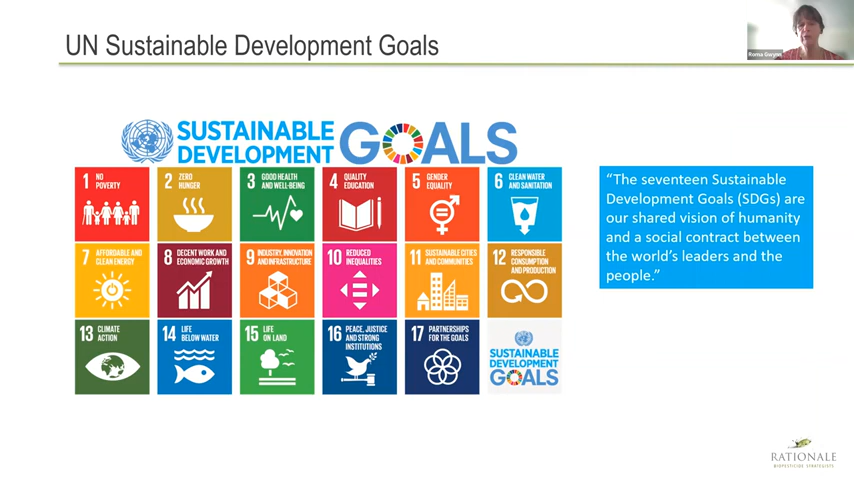 UN Sustainable Development Goals
Roma Gwynn
SUSTAINABLE
DEVELOPMENT
GOALS
1 NO
POVERTY
2 ZERO
HUNGER
3 GOOD HEALTH
AND WELL-BEING
4 QUALITY
EDUCATION
5 GENDER
EQUALITY
6 CLEAN WATER
AND SANITATION
7 AFFORDABLE AND
CLEAN ENERGY
8 DECENT WORK AND
ECONOMIC GROWTH
9 INDUSTRY, INNOVATION
AND INFRASTRUCTURE
10 REDUCED
INEQUALITIES
11 SUSTAINABLE CITIES
AND COMMUNITIES
12 RESPONSIBLE
CONSUMPTION
AND PRODUCTION
13 CLIMATE
ACTION
14 LIFE
BELOW WATER
15 LIFE
ON LAND
16 PEACE, JUSTICE
AND STRONG
INSTITUTIONS
17 PARTNERSHIPS
FOR THE GOALS
SUSTAINABLE
DEVELOPMENT
GOALS
“The seventeen Sustainable
Development Goals (SDGs) are
our shared vision of humanity
and a social contract between
the world's leaders and the
people.”
RATIONALE
BIOPESTICIDE STRATEGISTS